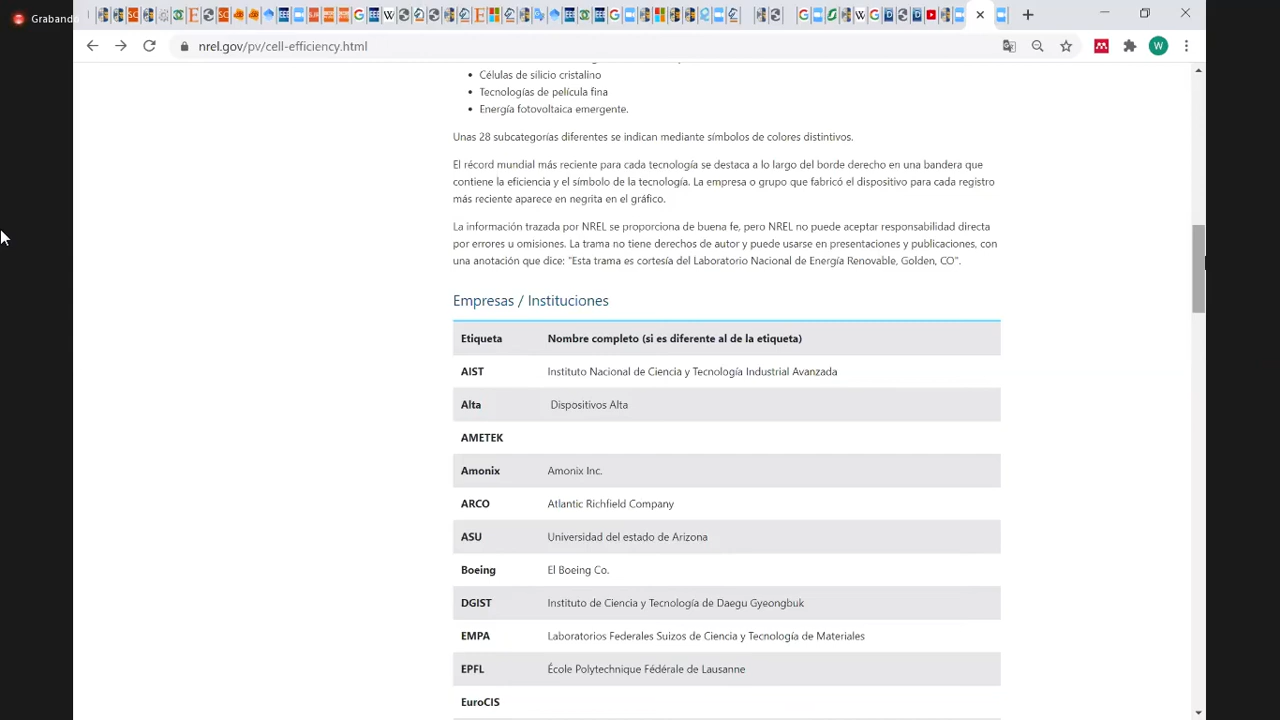 Grabando
nrel.gov/pv/cell-efficiency.html
W
Células de silicio cristalino
Tecnologías de película fina
Energía fotovoltaica emergente.
Unas 28 subcategorías diferentes se indican mediante símbolos de colores distintivos.
El récord mundial más reciente para cada tecnología se destaca a lo largo del borde derecho en una bandera que
contiene la eficiencia y el símbolo de la tecnología. La empresa o grupo que fabricó el dispositivo para cada registro
más reciente aparece en negrita en el gráfico.
La información trazada por NREL se proporciona de buena fe, pero NREL no puede aceptar responsabilidad directa
por errores u omisiones. La trama no tiene derechos de autor y puede usarse en presentaciones y publicaciones, con
una anotación que dice: "Esta trama es cortesía del Laboratorio Nacional de Energía Renovable, Golden, CO".
Empresas / Instituciones
Etiqueta Nombre completo (si es diferente al de la etiqueta)
AIST Instituto Nacional de Ciencia y Tecnología Industrial Avanzada
Alta Dispositivos Alta
AMETEK
Amonix Amonix Inc.
ARCO Atlantic Richfield Company
ASU Universidad del estado de Arizona
Boeing El Boeing Co.
DGIST Instituto de Ciencia y Tecnología de Daegu Gyeongbuk
EMPA Laboratorios Federales Suizos de Ciencia y Tecnología de Materiales
EPFL École Polytechnique Fédérale de Lausanne
EuroCIS